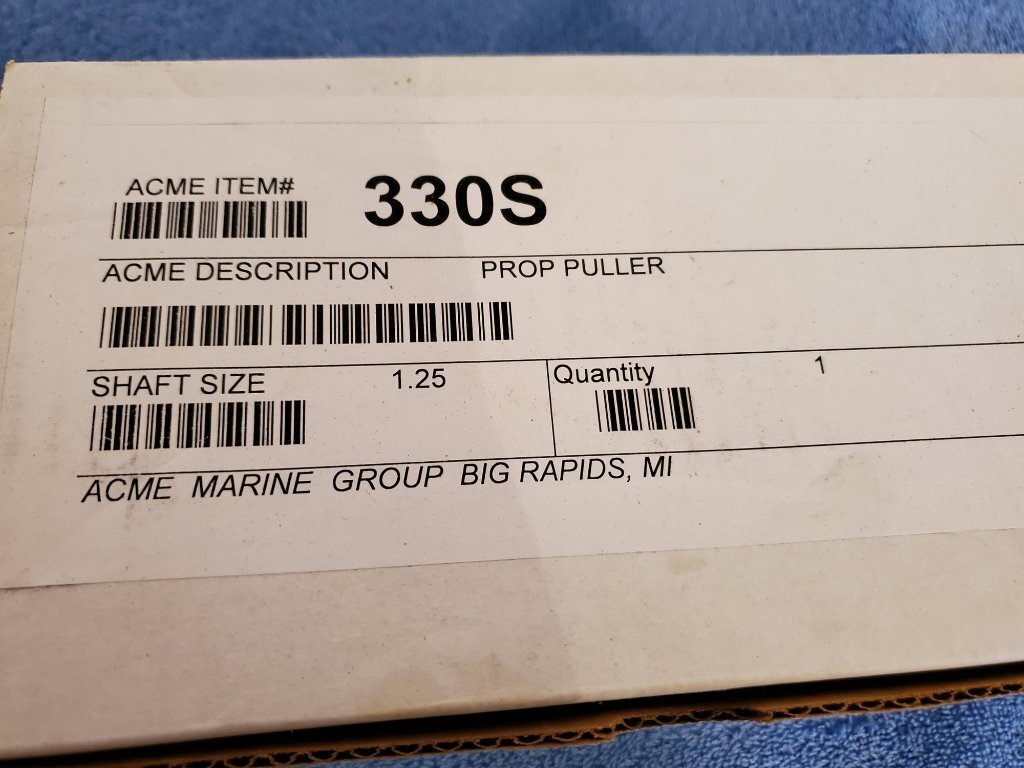 ACME ITEM# 330S
ACME DESCRIPTION PROP PULLER
SHAFT SIZE 1.25 Quantity 1
ACME MARINE GROUP BIG RAPIDS, MI